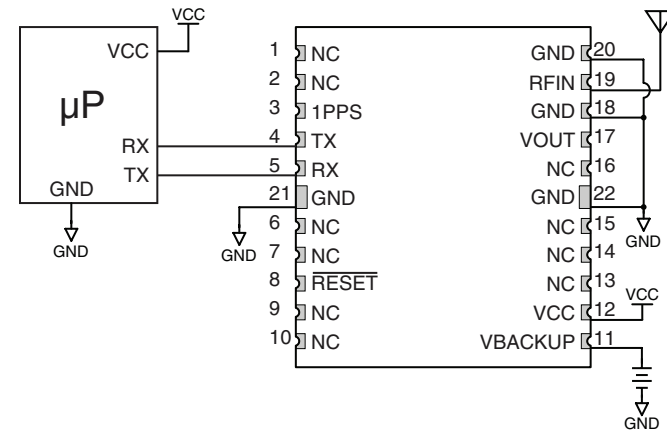 VCC
VCC
μP
RX
TX
GND
GND
1 NC
2 NC
3 1PPS
4 TX
5 RX
21 GND
GND
6 NC
7 NC
8 RESET
9 NC
10 NC
GND 20
RFIN 19
GND 18
VOUT 17
NC 16
GND 22
GND
NC 15
NC 14
NC 13
VCC
VCC 12
VBACKUP 11
GND